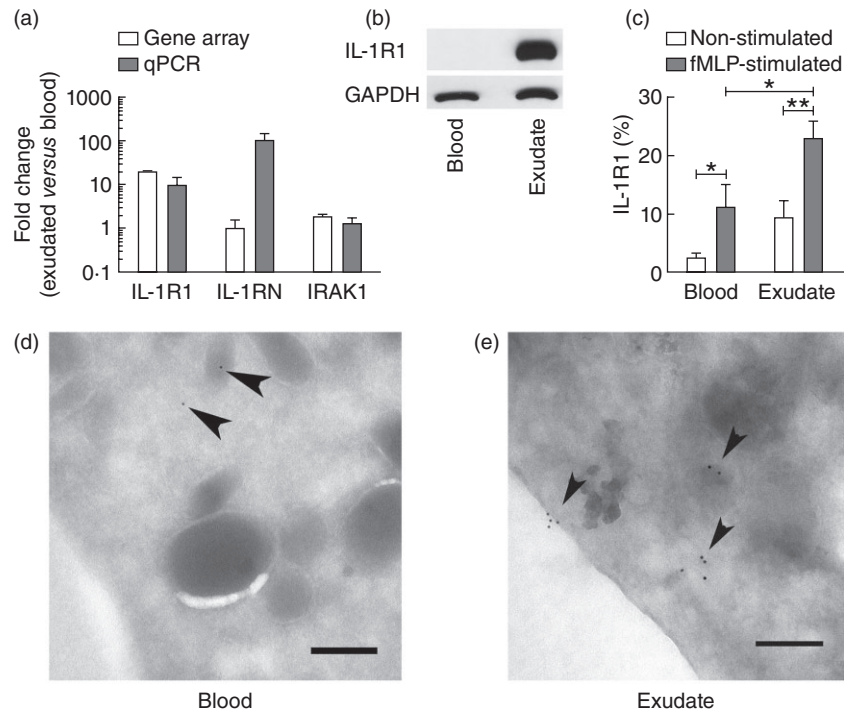 (a)
Gene array
qPCR
Fold change
(exudated versus blood)
1000
100
10
1
0·1
IL-1R1 IL-1RN IRAK1
(b)
IL-1R1
GAPDH
Blood
Exudate
(c)
Non-stimulated
fMLP-stimulated
IL-1R1 (%)
30
20
10
0
*
**
*
Blood Exudate
(d)
Blood
(e)
Exudate